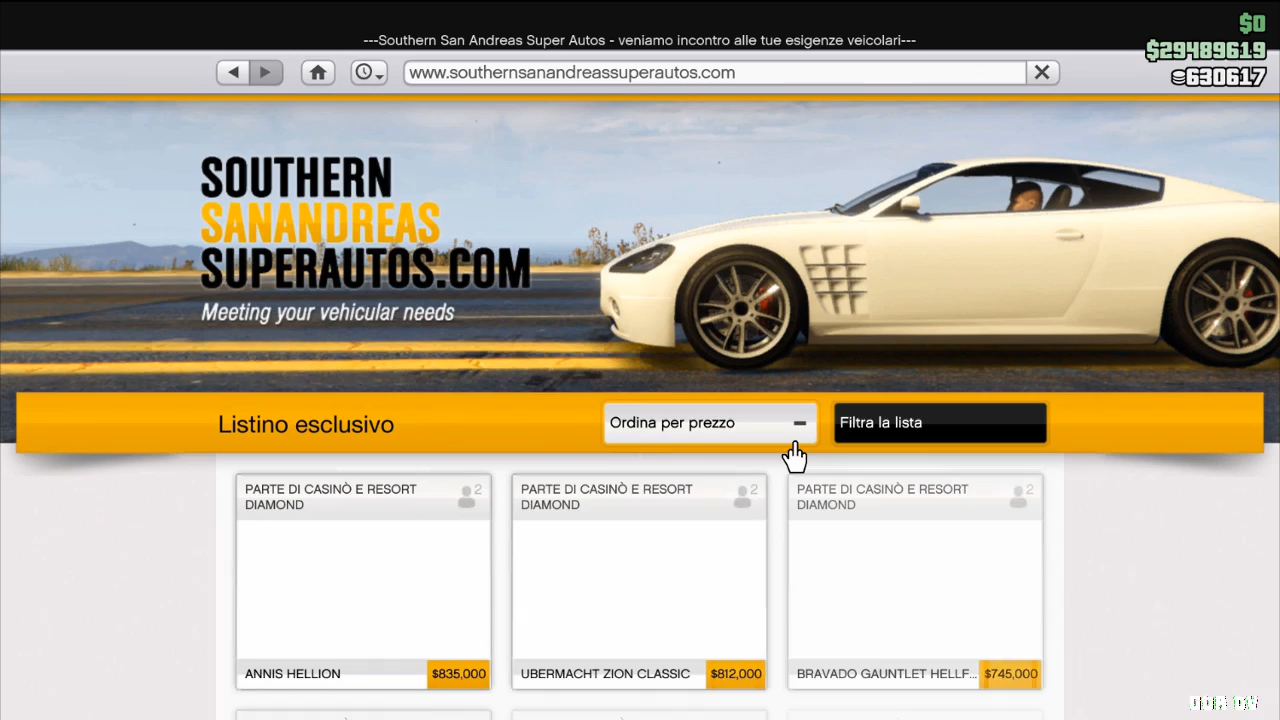 ---Southern San Andreas Super Autos - veniamo incontro alle tue esigenze veicolari---
$0
$29489619
630617
www.southernsanandreassuperautos.com
SOUTHERN
SANANDREAS
SUPERAUTOS.COM
Meeting your vehicular needs
Listino esclusivo
Ordina per prezzo
Filtra la lista
PARTE DI CASINÒ E RESORT
DIAMOND
2
PARTE DI CASINÒ E RESORT
DIAMOND
2
PARTE DI CASINÒ E RESORT
DIAMOND
2
ANNIS HELLION
$835,000
UBERMACHT ZION CLASSIC
$812,000
BRAVADO GAUNTLET HELLF...
$745,000